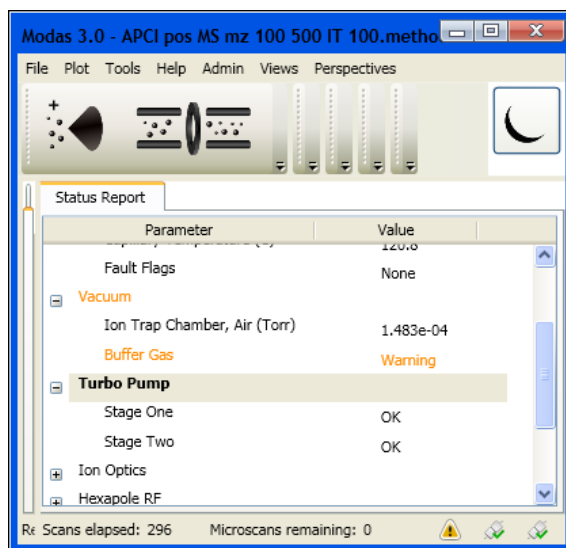 Modas 3.0 - APCI pos MS mz 100 500 IT 100.metho
File Plot Tools Help Admin Views Perspectives
Status Report
Parameter Value
120.8
Fault Flags None
Vacuum
Ion Trap Chamber, Air (Torr) 1.483e-04
Buffer Gas Warning
Turbo Pump
Stage One OK
Stage Two OK
Ion Optics
Hexapole RF
Scans elapsed: 296 Microscans remaining: 0